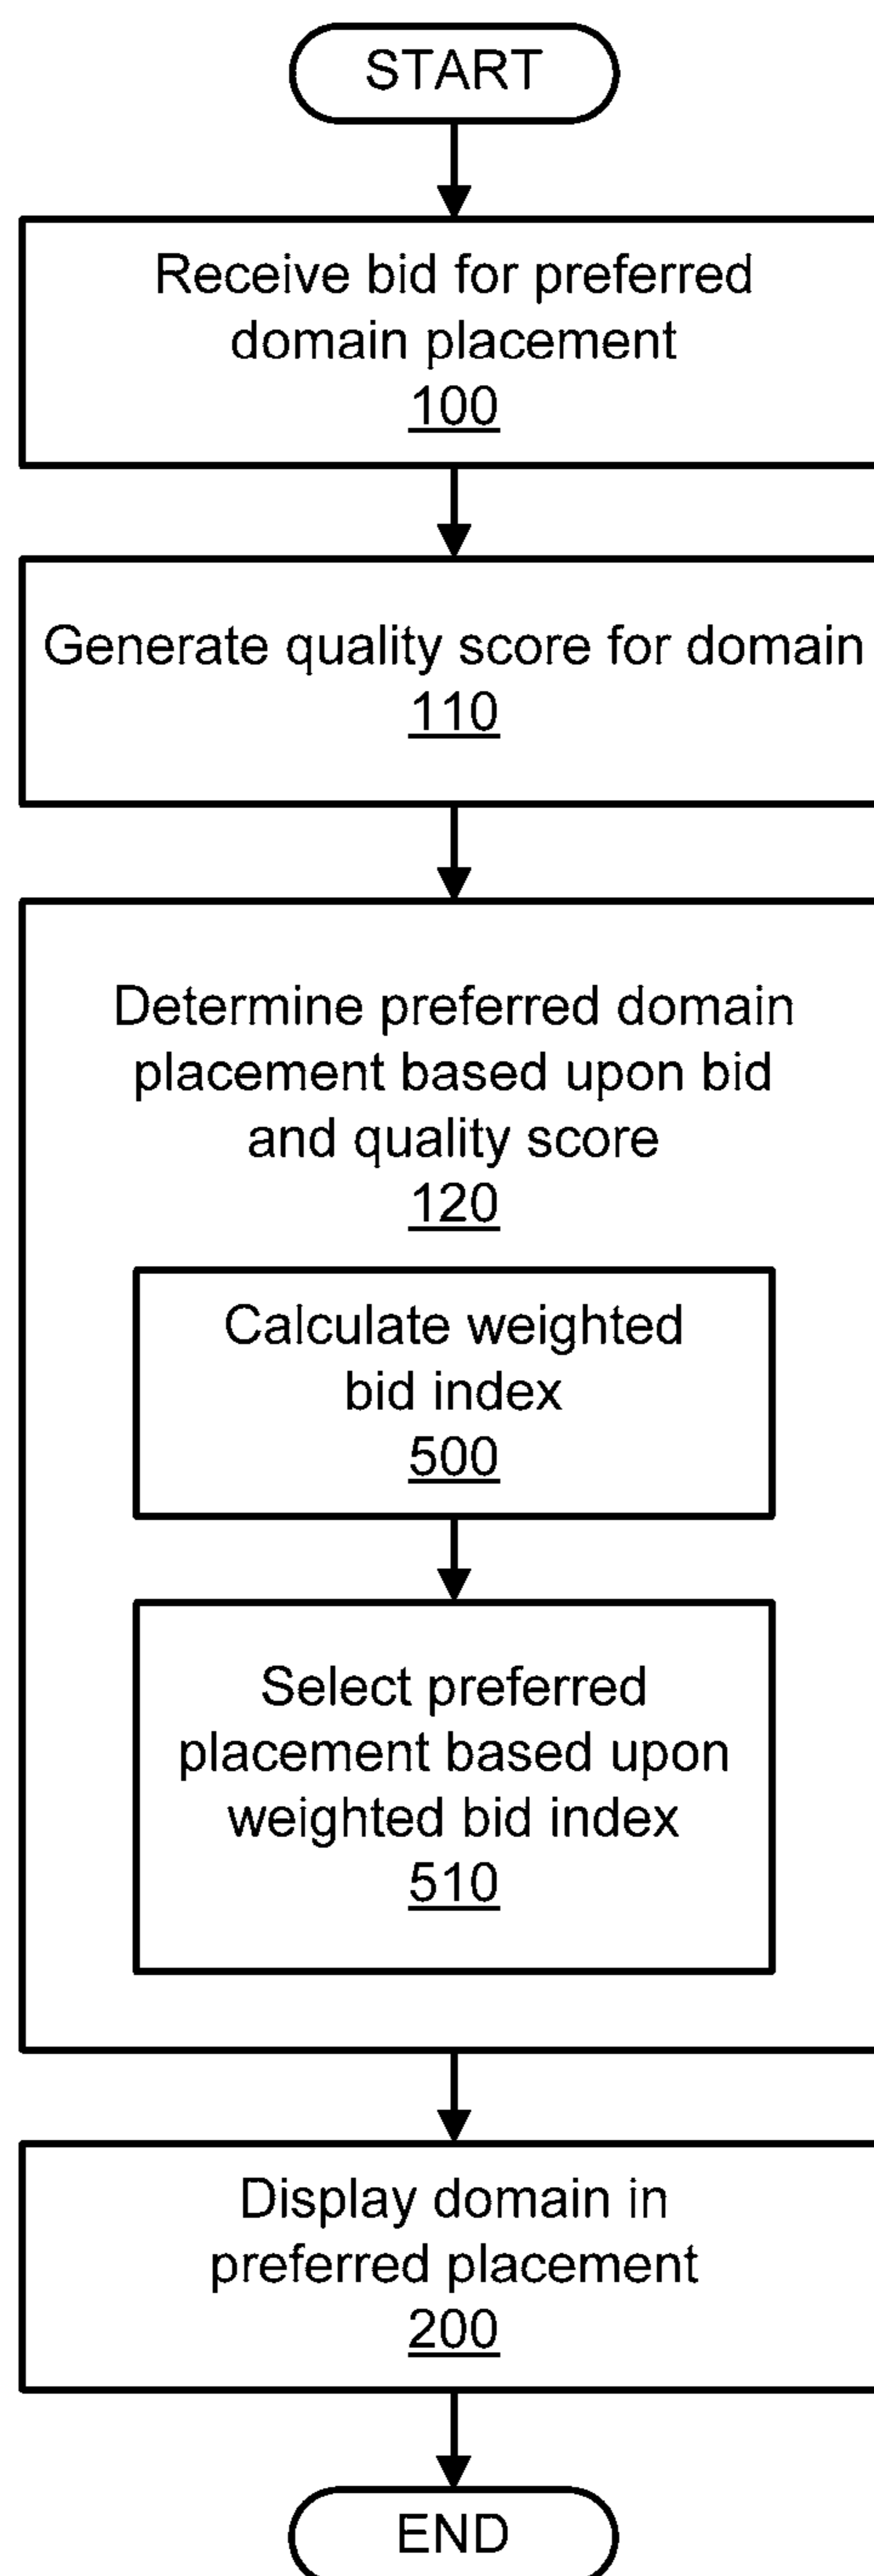 START
Receive bid for preferred
domain placement
100
Generate quality score for domain
110
Determine preferred domain
placement based upon bid
and quality score
120
Calculate weighted
bid index
500
Select preferred
placement based upon
weighted bid index
510
Display domain in
preferred placement
200
END